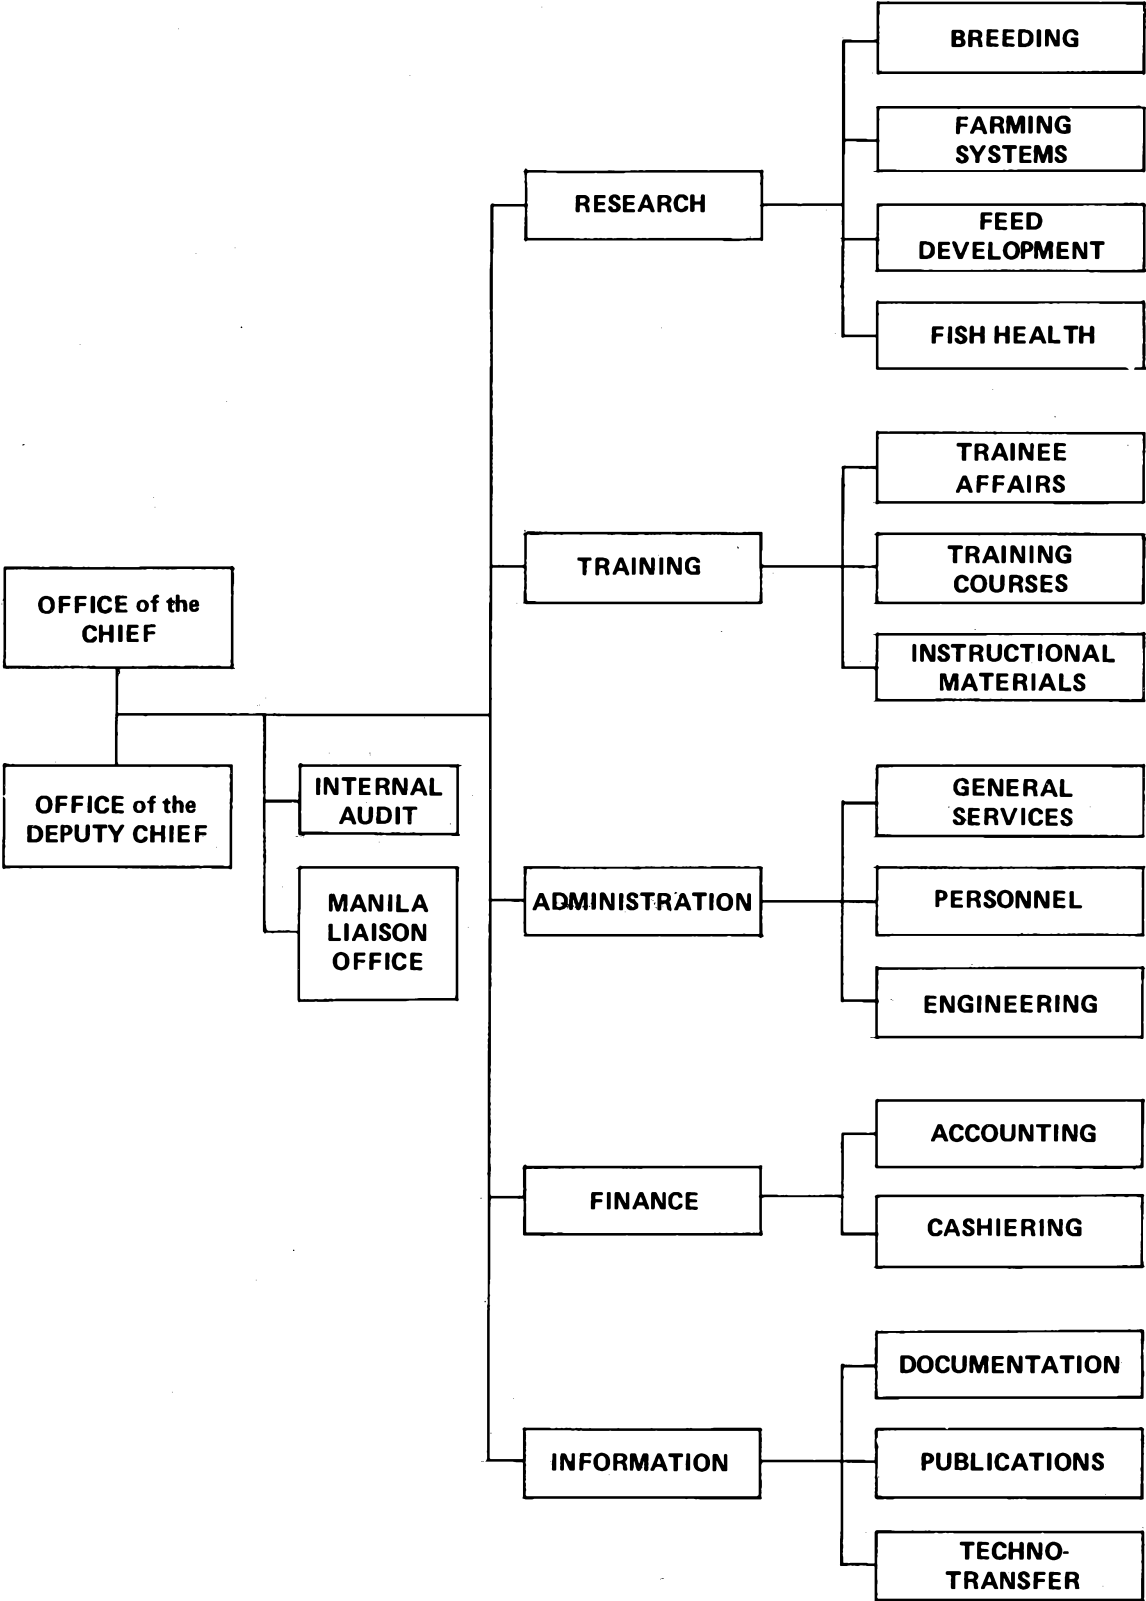 BREEDING
FARMING
SYSTEMS
RESEARCH
FEED
DEVELOPMENT
FISH HEALTH
TRAINEE
AFFAIRS
TRAINING
TRAINING
COURSES
INSTRUCTIONAL
MATERIALS
OFFICE of the
CHIEF
OFFICE of the
DEPUTY CHIEF
INTERNAL
AUDIT
MANILA
LIAISON
OFFICE
GENERAL
SERVICES
ADMINISTRATION
PERSONNEL
ENGINEERING
ACCOUNTING
FINANCE
CASHIERING
DOCUMENTATION
INFORMATION
PUBLICATIONS
TECHNO-
TRANSFER